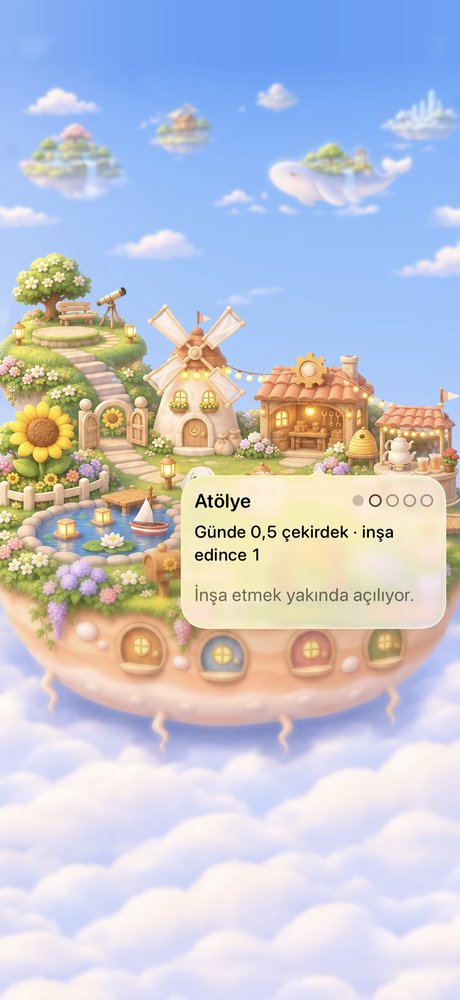 Atölye
Günde 0,5 çekirdek · inşa
edince 1
İnşa etmek yakında açılıyor.